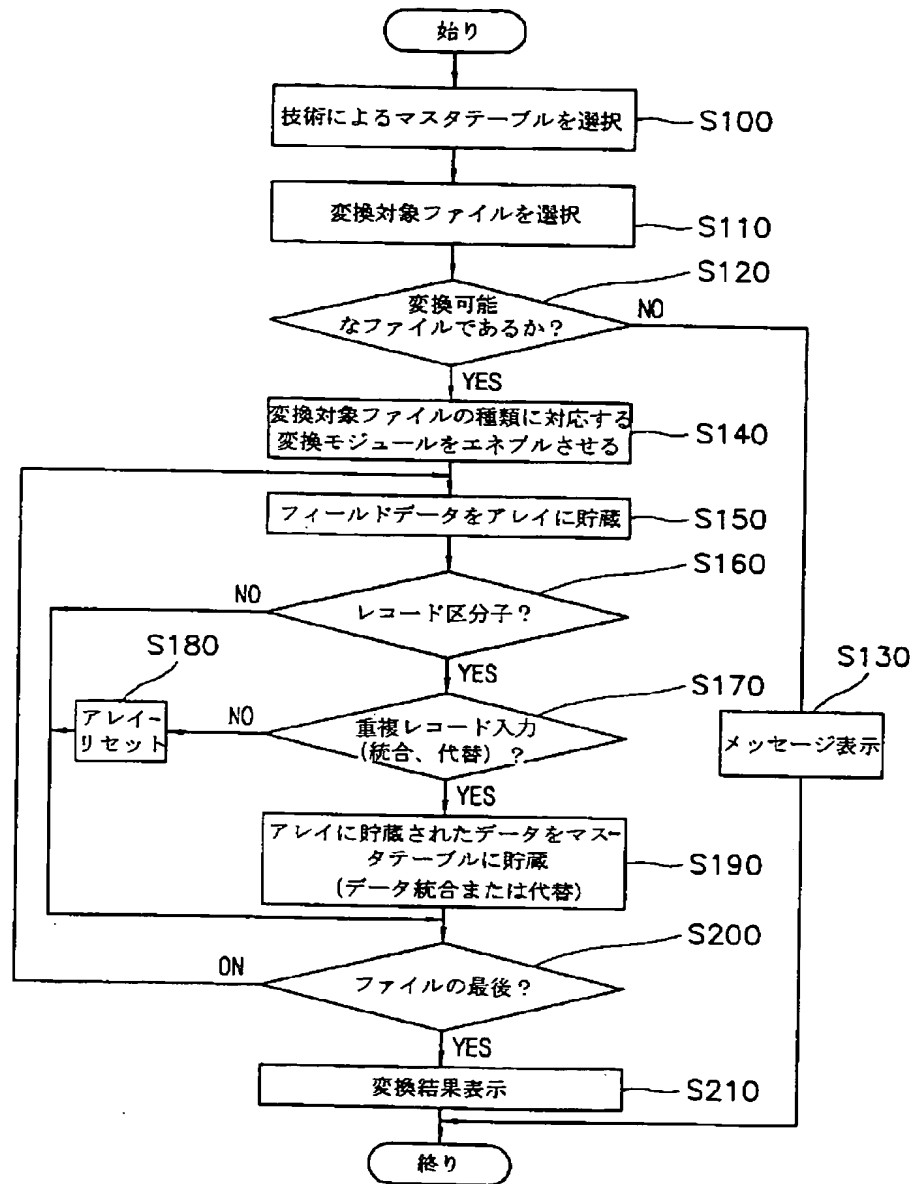 始り
技術によるマスタテーブルを選択
S100
変換対象ファイルを選択
S110
S120
変換可能
なファイルであるか?
NO
YES
変換対象ファイルの種類に対応する
変換モジュールをエネブルさせる
S140
フィールドデータをアレイに貯蔵
S150
S160
NO
レコード区分子?
YES
S180
アレイー
リセット
S170
NO
重複レコード入力
(統合、代替)?
YES
S130
メッセージ表示
アレイに貯蔵されたデータをマス
タテーブルに貯蔵
(データ統合または代替)
S190
S200
ON
ファイルの最後?
YES
変換結果表示
S210
終り